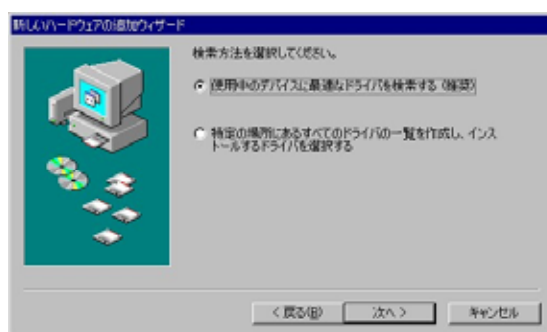 新しいハードウェアの追加ウィザード
検索方法を選択してください。
使用中のデバイスに最適なドライバを検索する (推奨)
特定の場所にあるすべてのドライバの一覧を作成し、インス
トールするドライバを選択する
< 戻る(B)
次へ >
キャンセル